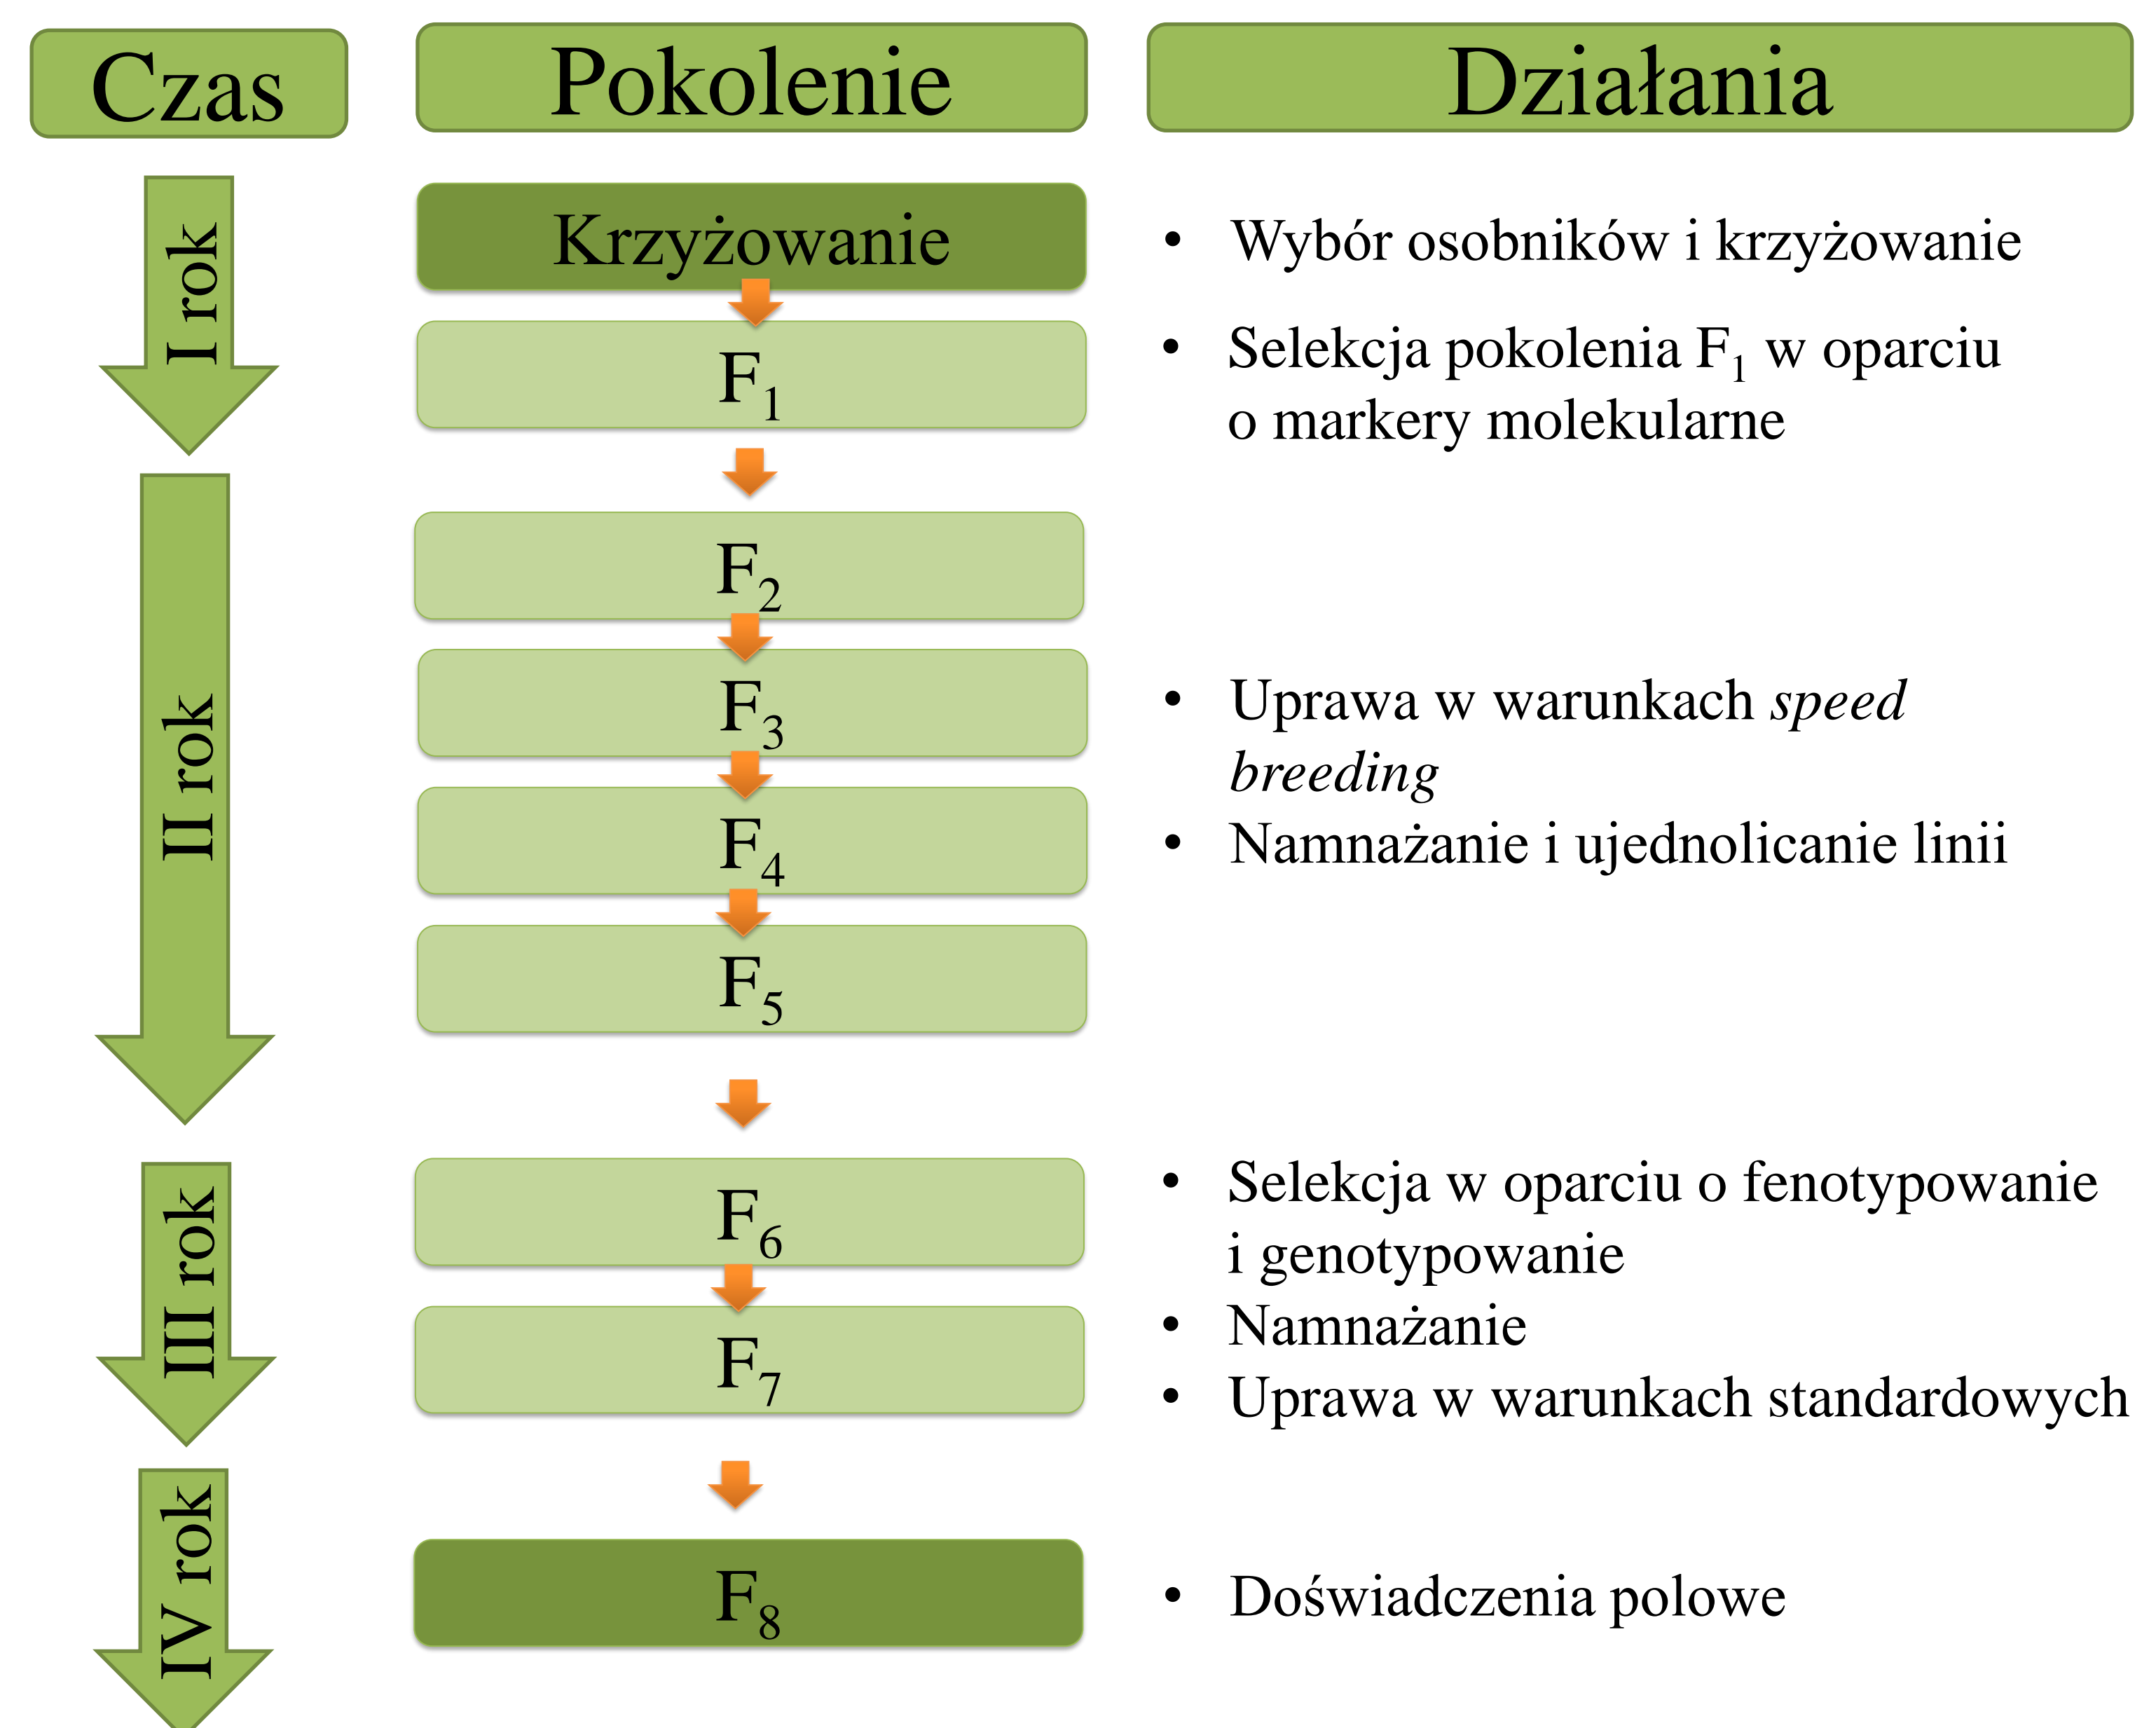 Czas
Pokolenie
Działania
I rok
Krzyżowanie
• Wybór osobników i krzyżowanie
F1
• Selekcja pokolenia F1 w oparciu
o markery molekularne
II rok
F2
F3
F4
F5
• Uprawa w warunkach speed
breeding
• Namnażanie i ujednolicanie linii
III rok
F6
F7
• Selekcja w oparciu o fenotypowanie
i genotypowanie
• Namnażanie
• Uprawa w warunkach standardowych
IV rok
F8
• Doświadczenia polowe